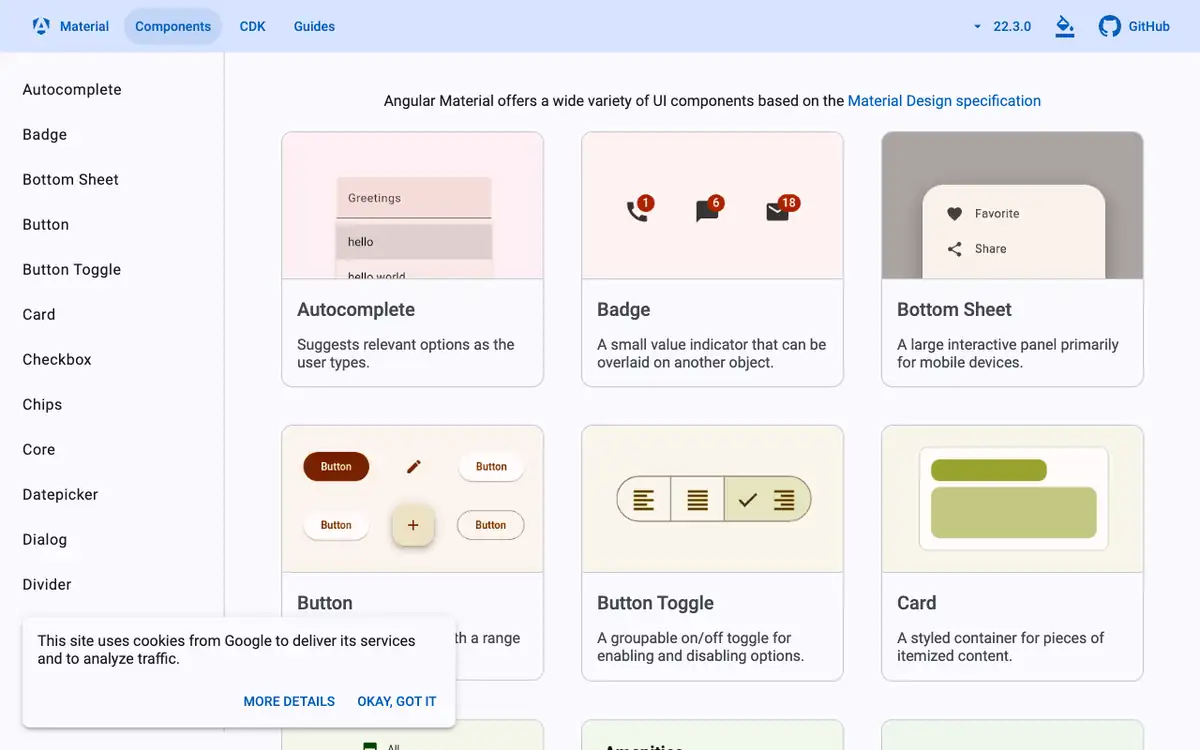 Material
Components
CDK
Guides
22.3.0
GitHub
Autocomplete
Badge
Bottom Sheet
Button
Button Toggle
Card
Checkbox
Chips
Core
Datepicker
Dialog
Divider
Angular Material offers a wide variety of UI components based on the Material Design specification
Greetings
hello
hello world
Autocomplete
Suggests relevant options as the
user types.
1
6
18
Badge
A small value indicator that can be
overlaid on another object.
Favorite
Share
Bottom Sheet
A large interactive panel primarily
for mobile devices.
Button
Button
Button
+
Button
Button
th a range
Button Toggle
A groupable on/off toggle for
enabling and disabling options.
Card
A styled container for pieces of
itemized content.
This site uses cookies from Google to deliver its services
and to analyze traffic.
MORE DETAILS
OKAY, GOT IT
All
Amenities